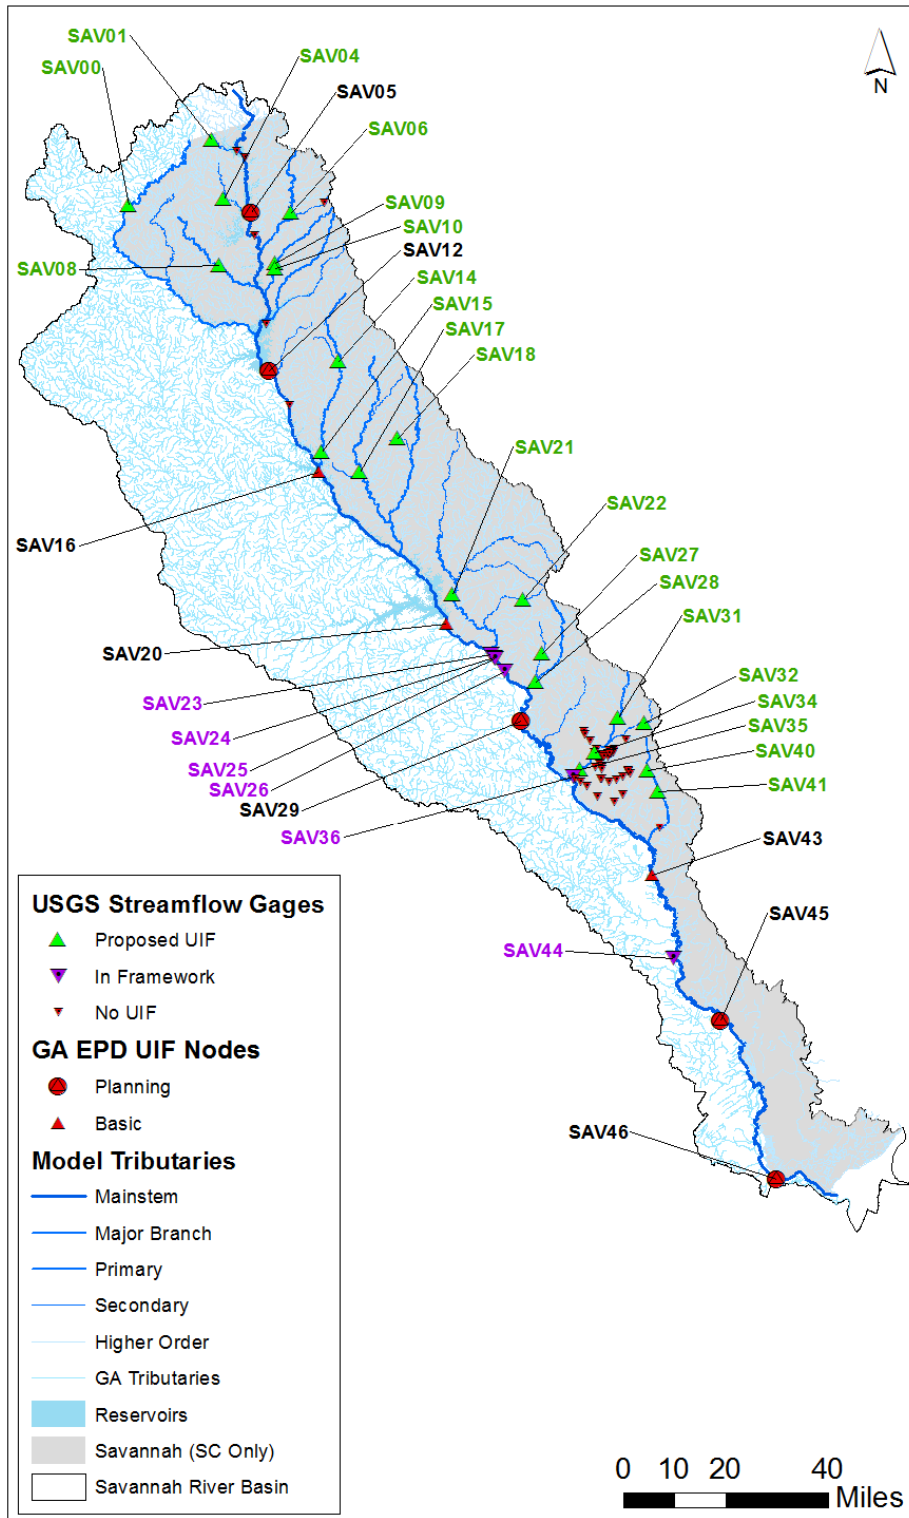 SAV01
SAV00
SAV04
SAV05
SAV06
N
SAV09
SAV10
SAV12
SAV08
SAV14
SAV15
SAV17
SAV18
SAV21
SAV22
SAV16
SAV27
SAV28
SAV31
SAV20
SAV32
SAV34
SAV35
SAV23
SAV24
SAV40
SAV25
SAV26
SAV41
SAV29
SAV36
SAV43
SAV45
SAV44
SAV46
USGS Streamflow Gages
Proposed UIF
In Framework
No UIF
GA EPD UIF Nodes
Planning
Basic
Model Tributaries
Mainstem
Major Branch
Primary
Secondary
Higher Order
GA Tributaries
Reservoirs
Savannah (SC Only)
Savannah River Basin
0 10 20 40
Miles